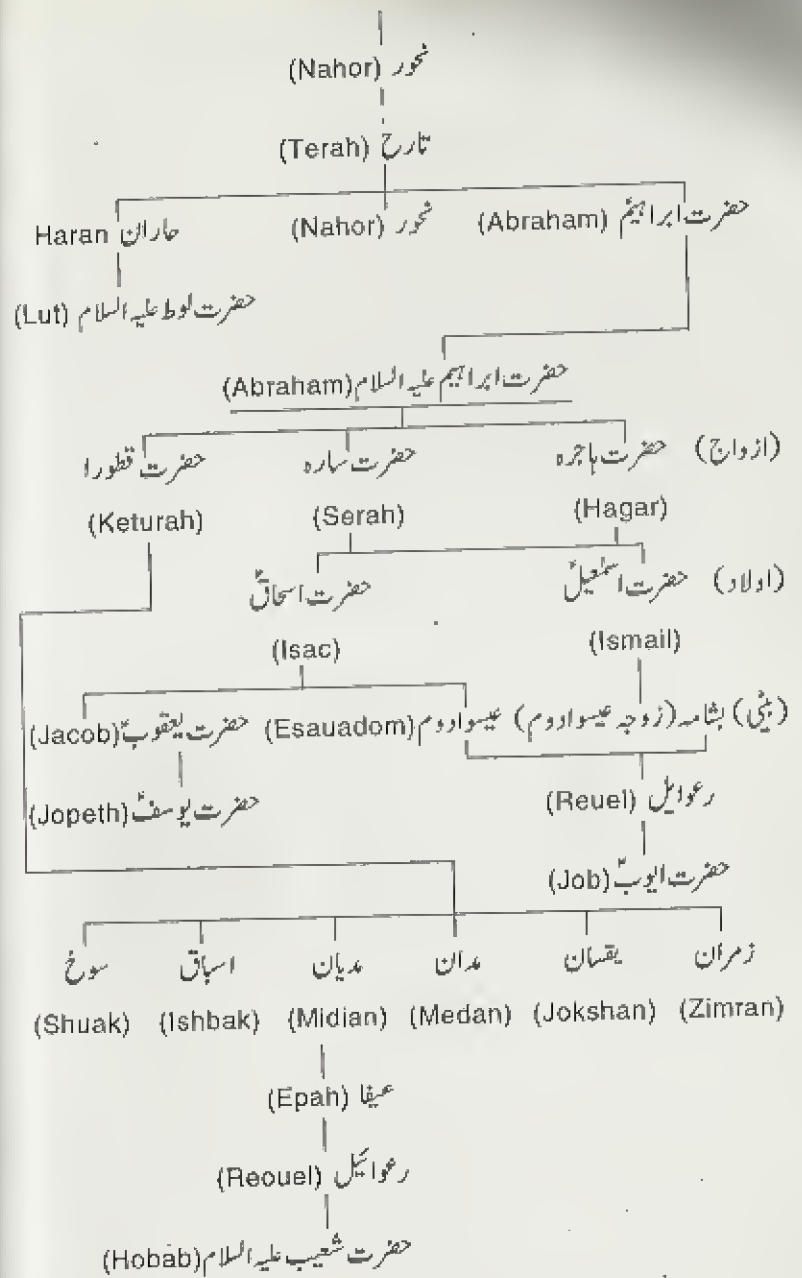 نحور (Nahor)
تارح (Terah)
حضرت ابراہیمؑ (Abraham) نحور (Nahor) حاران Haran
حضرت لوط علیہ السلام (Lut)
حضرت ابراہیم علیہ السلام (Abraham)
(ازواج) حضرت ہاجرہ حضرت سارہ حضرت قطورا
(Hagar) (Serah) (Keturah)
(اولاد) حضرت اسمٰعیلؑ حضرت اسحاقؑ
(Ismail) (Isac)
(بیٹی) بشامہ (زوجہ عیسوادوم) عیسوادوم (Esauadom) حضرت یعقوبؑ (Jacob)
رعوایل (Reuel) حضرت یوسفؑ (Jopeth)
حضرت ایوبؑ (Job)
زمران یقسان مدان مدیان اسباق سوخ
(Zimran) (Jokshan) (Medan) (Midian) (Ishbak) (Shuak)
عیفا (Epah)
رعوائیل (Reouel)
حضرت شعیب علیہ السلام (Hobab)